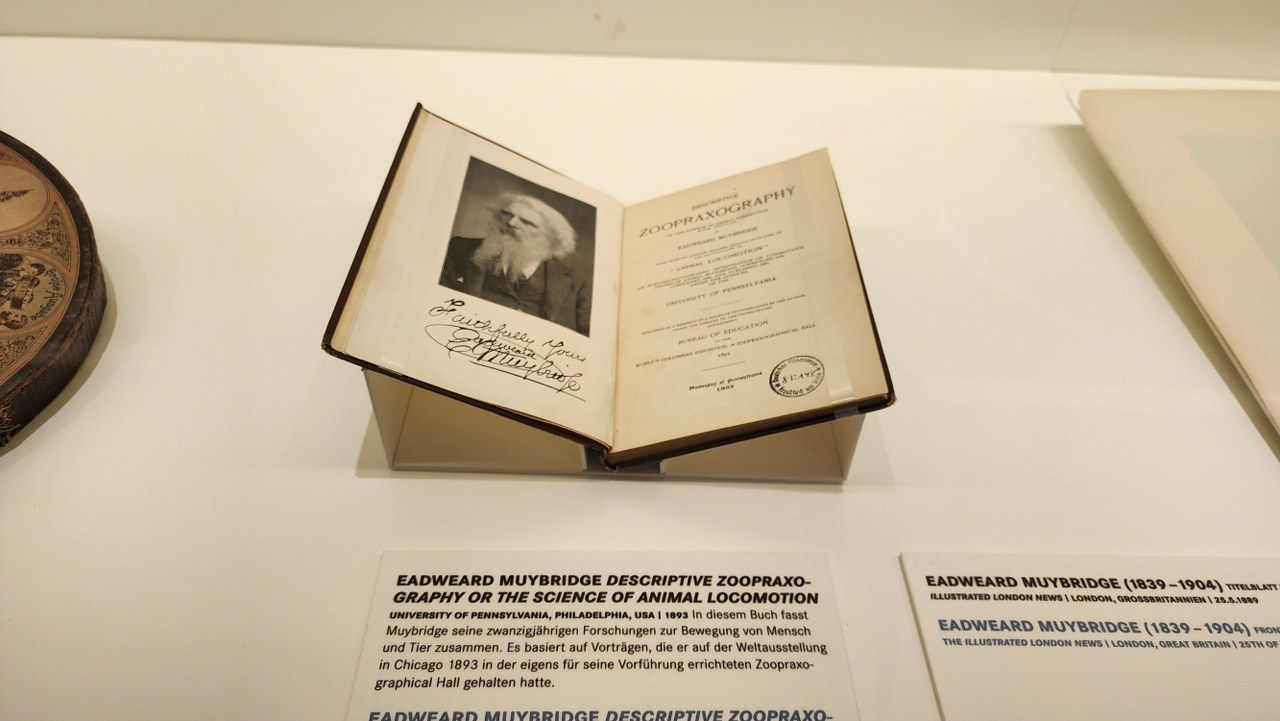 Große Ausgabe
Faithfully Yours
Eadweard
Muybridge
DESCRIPTIVE
ZOOPRAXOGRAPHY
EADWEARD MUYBRIDGE
"ANIMAL LOCOMOTION"
UNIVERSITY OF PENNSYLVANIA
BUREAU OF EDUCATION
WORLD'S COLUMBIAN EXPOSITION, IN ZOOPRAXOGRAPHICAL HALL
1893
University of Pennsylvania
1893
EADWEARD MUYBRIDGE DESCRIPTIVE ZOOPRAXO-
GRAPHY OR THE SCIENCE OF ANIMAL LOCOMOTION
UNIVERSITY OF PENNSYLVANIA, PHILADELPHIA, USA | 1893 In diesem Buch fasst
Muybridge seine zwanzigjährigen Forschungen zur Bewegung von Mensch
und Tier zusammen. Es basiert auf Vorträgen, die er auf der Weltausstellung
in Chicago 1893 in der eigens für seine Vorführung errichteten Zoopraxo-
graphical Hall gehalten hatte.
EADWEARD MUYBRIDGE DESCRIPTIVE ZOOPRAXO-
EADWEARD MUYBRIDGE (1839–1904) TITELBLATT
ILLUSTRATED LONDON NEWS | LONDON, GROSSBRITANNIEN | 25.5.1889
EADWEARD MUYBRIDGE (1839–1904) FRON
THE ILLUSTRATED LONDON NEWS | LONDON, GREAT BRITAIN | 25TH OF